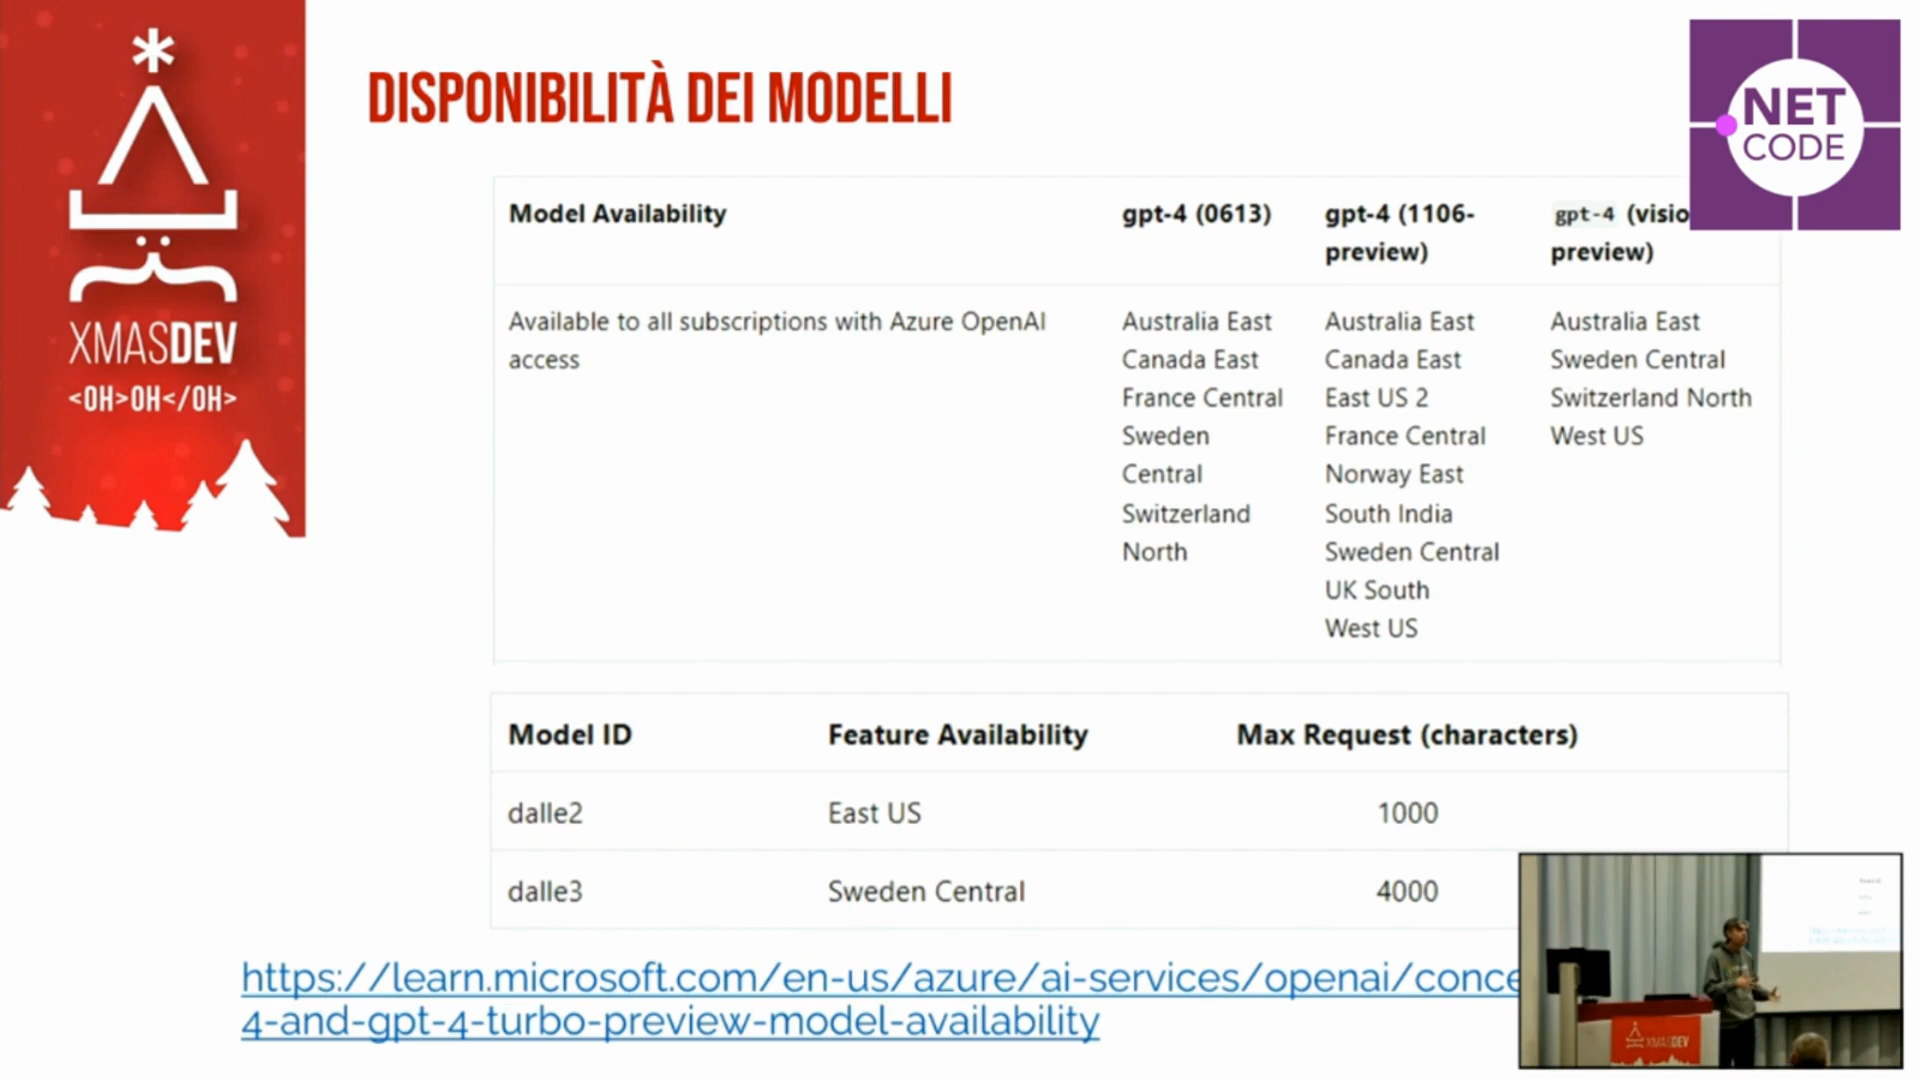 DISPONIBILITÀ DEI MODELLI
NET
CODE
XMASDEV
<OH>OH</OH>
Model Availability
gpt-4 (0613)
gpt-4 (1106-
preview)
gpt-4 (visio
preview)
Available to all subscriptions with Azure OpenAI
access
Australia East
Canada East
France Central
Sweden
Central
Switzerland
North
Australia East
Canada East
East US 2
France Central
Norway East
South India
Sweden Central
UK South
West US
Australia East
Sweden Central
Switzerland North
West US
Model ID Feature Availability Max Request (characters)
dalle2 East US 1000
dalle3 Sweden Central 4000
https://learn.microsoft.com/en-us/azure/ai-services/openai/conce
4-and-gpt-4-turbo-preview-model-availability
XMASDEV